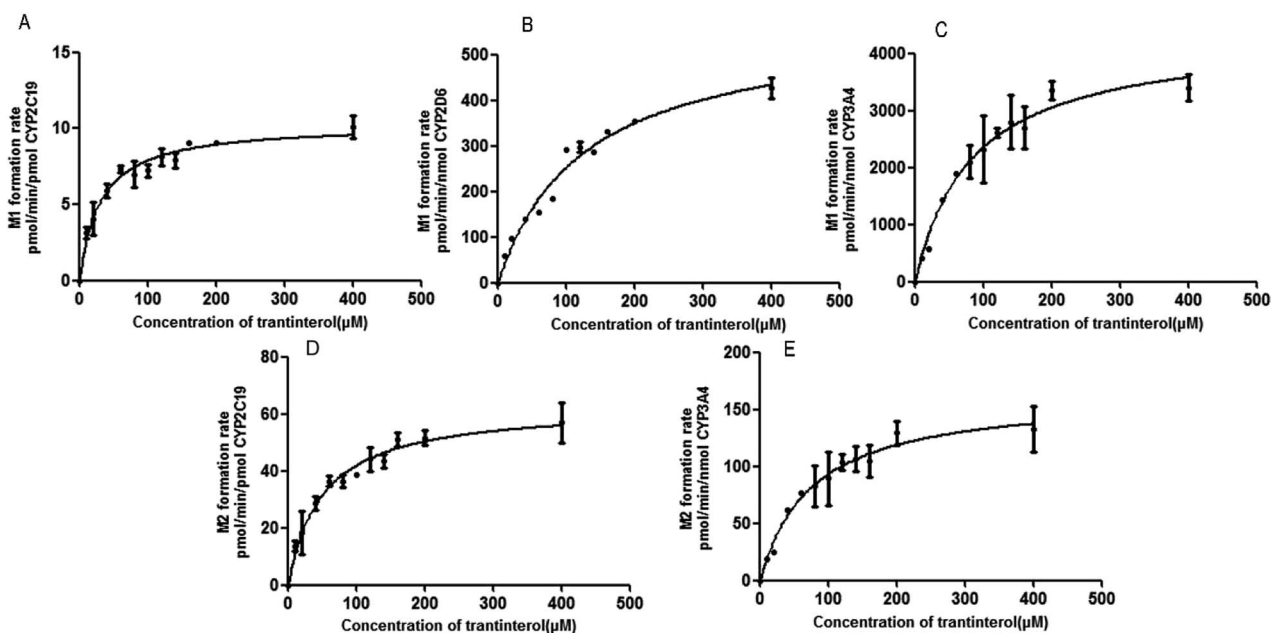 A
M1 formation rate
pmol/min/pmol CYP2C19
15
10
5
0
0 100 200 300 400 500
Concentration of trantinterol(µM)
B
M1 formation rate
pmol/min/nmol CYP2D6
500
400
300
200
100
0
0 100 200 300 400 500
Concentration of trantinterol(µM)
C
M1 formation rate
pmol/min/nmol CYP3A4
4000
3000
2000
1000
0
0 100 200 300 400 500
Concentration of trantinterol(µM)
D
M2 formation rate
pmol/min/pmol CYP2C19
80
60
40
20
0
0 100 200 300 400 500
Concentration of trantinterol(µM)
E
M2 formation rate
pmol/min/nmol CYP3A4
200
150
100
50
0
0 100 200 300 400 500
Concentration of trantinterol(µM)